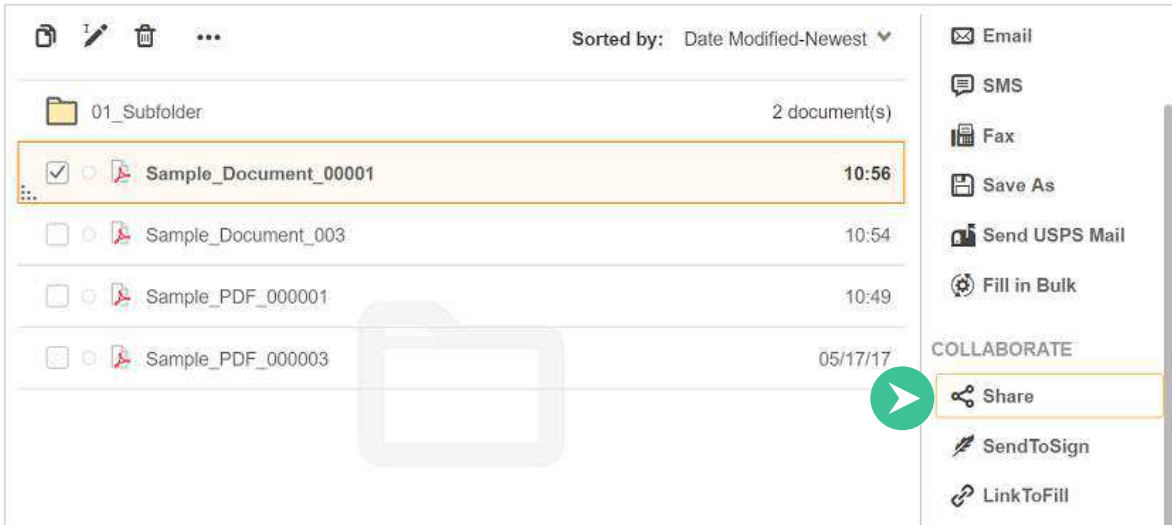 Sorted by: Date Modified-Newest
01_Subfolder 2 document(s)
Sample_Document_00001 10:56
Sample_Document_003 10:54
Sample_PDF_000001 10:49
Sample_PDF_000003 05/17/17
Email
SMS
Fax
Save As
Send USPS Mail
Fill in Bulk
COLLABORATE
Share
SendToSign
LinkToFill